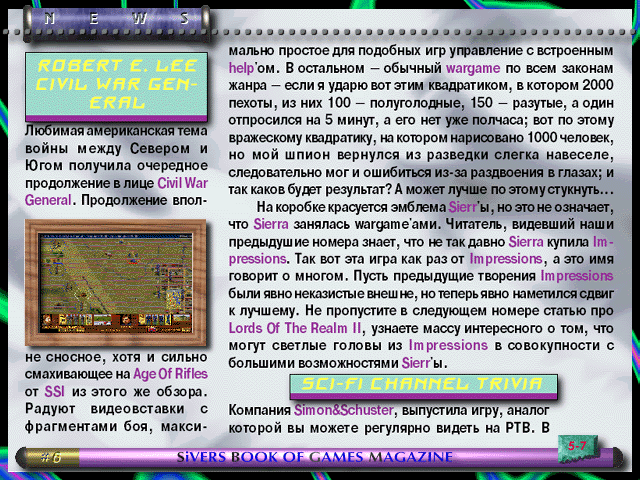 NEWS
ROBERT E. LEE
CIVIL WAR GEN-
ERAL
Любимая американская тема
войны между Севером и
Югом получила очередное
продолжение в лице Civil War
General. Продолжение впол-
не сносное, хотя и сильно
смахивающее на Age Of Rifles
от SSI из этого же обзора.
Радуют видеовставки с
фрагментами боя, макси-
мально простое для подобных игр управление с встроенным
help'ом. В остальном – обычный wargame по всем законам
жанра – если я ударю вот этим квадратиком, в котором 2000
пехоты, из них 100 – полуголодные, 150 – разутые, а один
отпросился на 5 минут, а его нет уже полчаса; вот по этому
вражескому квадратику, на котором нарисовано 1000 человек,
но мой шпион вернулся из разведки слегка навеселе,
следовательно мог и ошибиться из-за раздвоения в глазах; и
так каков будет результат? А может лучше по этому стукнуть...
На коробке красуется эмблема Sierr'ы, но это не означает,
что Sierra занялась wargame'ами. Читатель, видевший наши
предыдушие номера знает, что не так давно Sierra купила Im-
pressions. Так вот эта игра как раз от Impressions, а это имя
говорит о многом. Пусть предыдущие творения Impressions
были явно неказистые внешне, но теперь явно наметился сдвиг
к лучшему. Не пропустите в следующем номере статью про
Lords Of The Realm II, узнаете массу интересного о том, что
могут светлые головы из Impressions в совокупности с
большими возможностями Sierr'ы.
SCI-FI CHANNEL TRIVIA
Компания Simon&Schuster, выпустила игру, аналог
которой вы можете регулярно видеть на РТВ. В
#6
SiVERS BOOK OF GAMES MAGAZINE
5-7